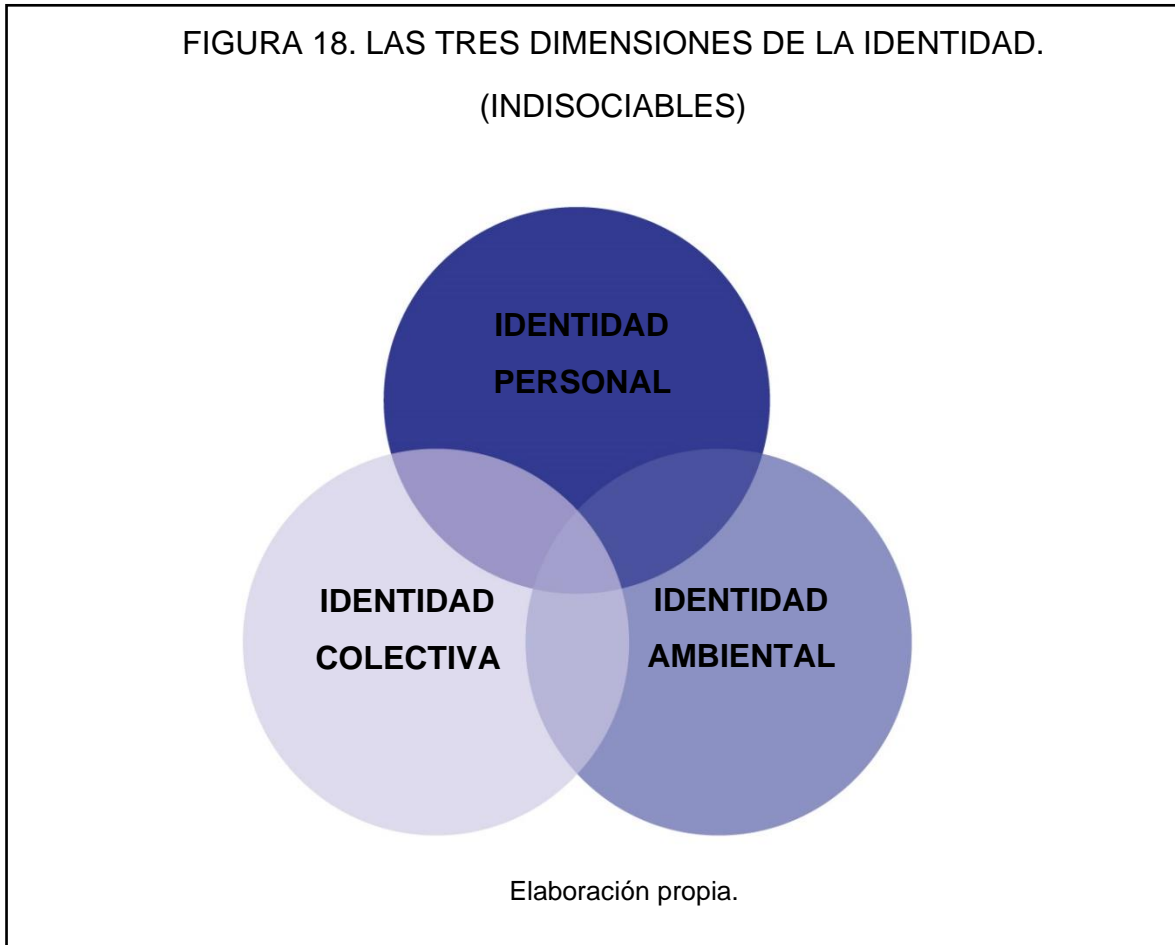 FIGURA 18. LAS TRES DIMENSIONES DE LA IDENTIDAD.
(INDISOCIABLES)
IDENTIDAD
PERSONAL
IDENTIDAD
COLECTIVA
IDENTIDAD
AMBIENTAL
Elaboración propia.